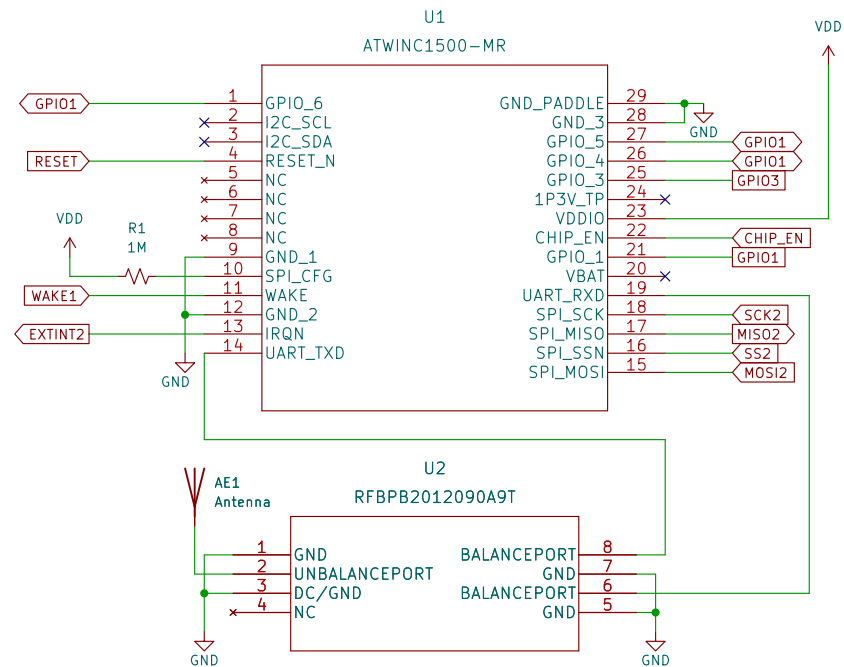 U1
ATWINC1500-MR
VDD
GPIO1 1 GPIO_6
2 I2C_SCL
3 I2C_SDA
RESET 4 RESET_N
5 NC
6 NC
7 NC
8 NC
9 GND_1
VDD
R1
1M
10 SPI_CFG
WAKE1 11 WAKE
12 GND_2
EXTINT2 13 IRQN
14 UART_TXD
GND
GND_PADDLE 29
GND_3 28
GND
GPIO_5 27 GPIO1
GPIO_4 26 GPIO1
GPIO_3 25 GPIO3
1P3V_TP 24
VDDIO 23
CHIP_EN 22 CHIP_EN
GPIO_1 21 GPIO1
VBAT 20
UART_RXD 19
SPI_SCK 18 SCK2
SPI_MISO 17 MISO2
SPI_SSN 16 SS2
SPI_MOSI 15 MOSI2
U2
RFBPB2012090A9T
AE1
Antenna
1 GND
2 UNBALANCEPORT
3 DC/GND
4 NC
GND
BALANCEPORT 8
GND 7
BALANCEPORT 6
GND 5
GND